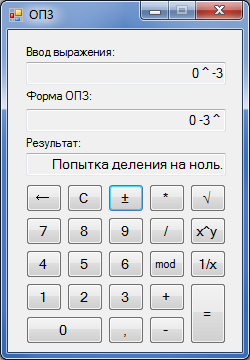 ОПЗ
Ввод выражения:
0 ^ -3
Форма ОПЗ:
0 -3 ^
Результат:
Попытка деления на ноль.
← C ± * √
7 8 9 / x^y
4 5 6 mod 1/x
1 2 3 + =
0 , -